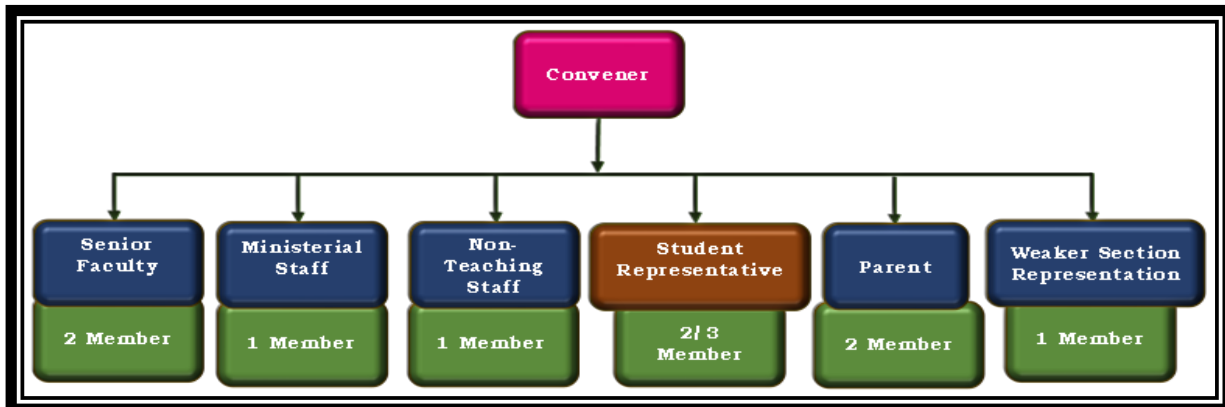 Convener
Senior
Faculty
2 Member
Ministerial
Staff
1 Member
Non-
Teaching
Staff
1 Member
Student
Representative
2/3
Member
Parent
2 Member
Weaker Section
Representation
1 Member